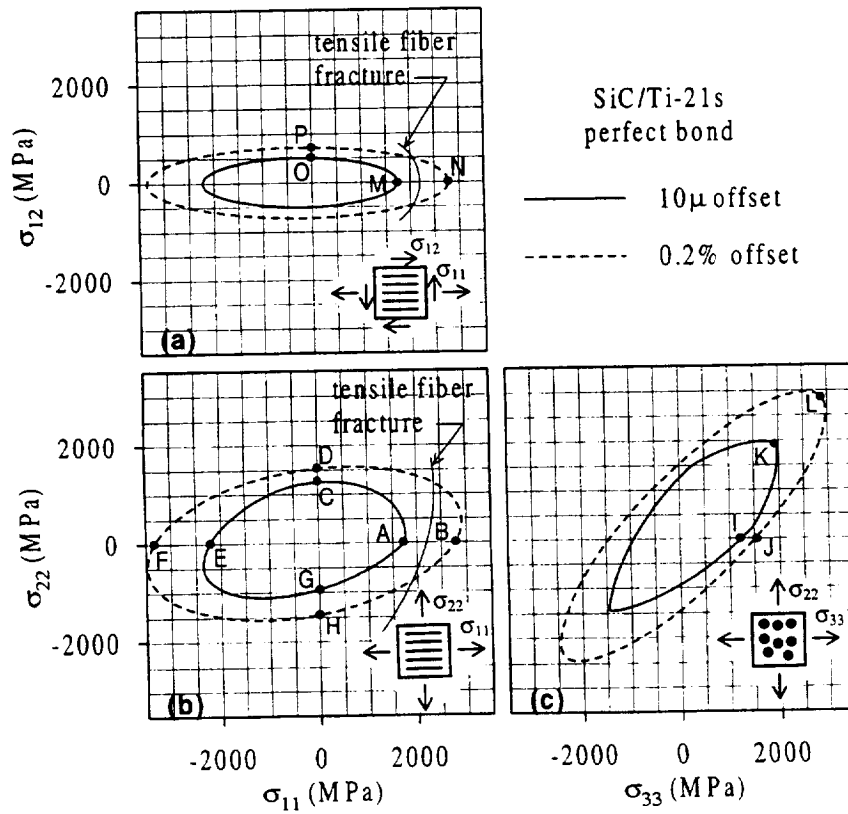 tensile fiber
fracture
2000
0
-2000
σ12 (MPa)
P
O
M
N
σ12
σ11
(a)
SiC/Ti-21s
perfect bond
10μ offset
0.2% offset
tensile fiber
fracture
2000
0
-2000
σ22 (MPa)
D
C
A
B
F
E
G
H
σ22
σ11
(b)
-2000
0
2000
σ11 (MPa)
L
K
I
J
σ22
σ33
(c)
-2000
0
2000
σ33 (MPa)